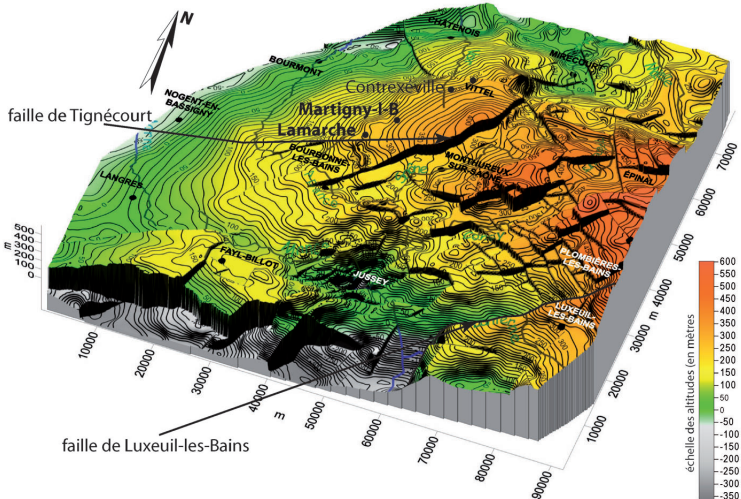 N
CHATENOIS
MIRECOURT
BOURMONT
VITTEL
Contrexéville
NOGENT-EN-
BASSIGNY
Martigny-l-B
Lamarche
faille de Tignécourt
BOURBONNE-
LES-BAINS
MONTHUREUX-
SUR-SAÔNE
ÉPINAL
LANGRES
FAYL-BILLOT
JUSSEY
PLOMBIÈRES-
LES-BAINS
LUXEUIL-
LES-BAINS
faille de Luxeuil-les-Bains
500
400
300
200
100
0
m
10000
20000
30000
40000
50000
60000
70000
80000
90000
m
10000
20000
30000
m
40000
50000
60000
70000
échelle des altitudes (en mètres)
600
550
500
450
400
350
300
250
200
150
100
50
0
-50
-100
-150
-200
-250
-300
-350